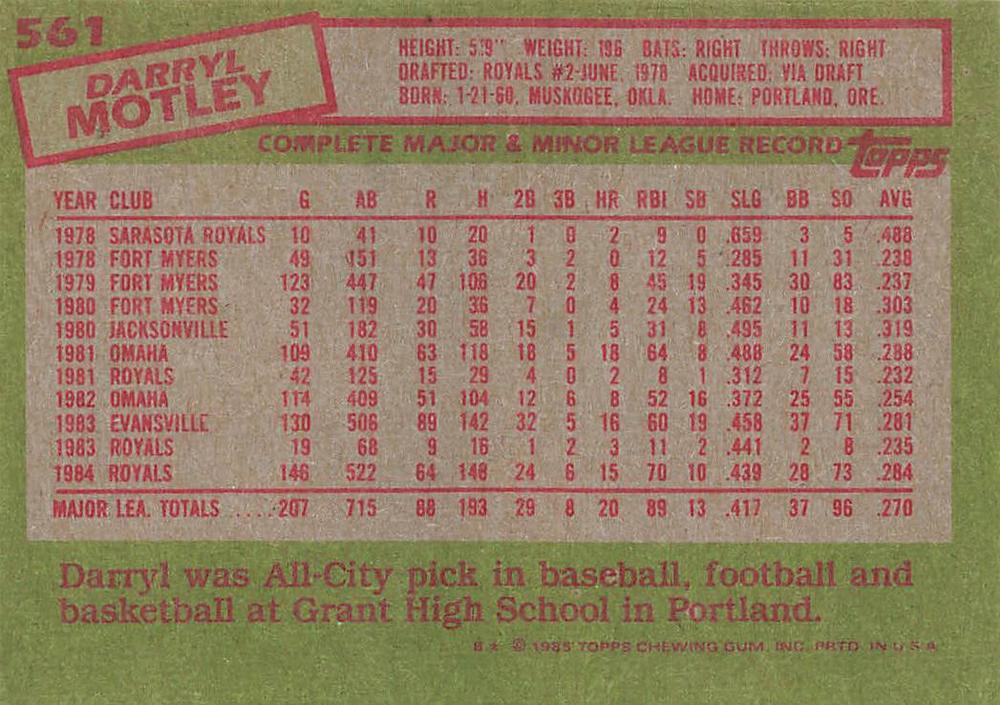 561
DARRYL
MOTLEY
HEIGHT: 5'9" WEIGHT: 196 BATS: RIGHT THROWS: RIGHT
DRAFTED: ROYALS #2-JUNE, 1978 ACQUIRED: VIA DRAFT
BORN: 1-21-60, MUSKOGEE, OKLA. HOME: PORTLAND, ORE.
COMPLETE MAJOR & MINOR LEAGUE RECORD Topps
YEAR CLUB G AB R H 2B 3B HR RBI SB SLG BB SO AVG
1978 SARASOTA ROYALS 10 41 10 20 1 0 2 9 0 .659 3 5 .488
1978 FORT MYERS 49 151 13 36 3 2 0 12 5 .285 11 31 .238
1979 FORT MYERS 123 447 47 106 20 2 8 45 19 .345 30 83 .237
1980 FORT MYERS 32 119 20 36 7 0 4 24 13 .462 10 18 .303
1980 JACKSONVILLE 51 182 30 58 15 1 5 31 8 .495 11 13 .319
1981 OMAHA 109 410 63 118 18 5 18 64 8 .488 24 58 .288
1981 ROYALS 42 125 15 29 4 0 2 8 1 .312 7 15 .232
1982 OMAHA 114 409 51 104 12 6 8 52 16 .372 25 55 .254
1983 EVANSVILLE 130 506 89 142 32 5 16 60 19 .458 37 71 .281
1983 ROYALS 19 68 9 16 1 2 3 11 2 .441 2 8 .235
1984 ROYALS 146 522 64 148 24 6 15 70 10 .439 28 73 .284
MAJOR LEA. TOTALS .....207 715 88 193 29 8 20 89 13 .417 37 96 .270
Darryl was All-City pick in baseball, football and
basketball at Grant High School in Portland.
B* © 1985 TOPPS CHEWING GUM, INC. PRTD. IN U.S.A.